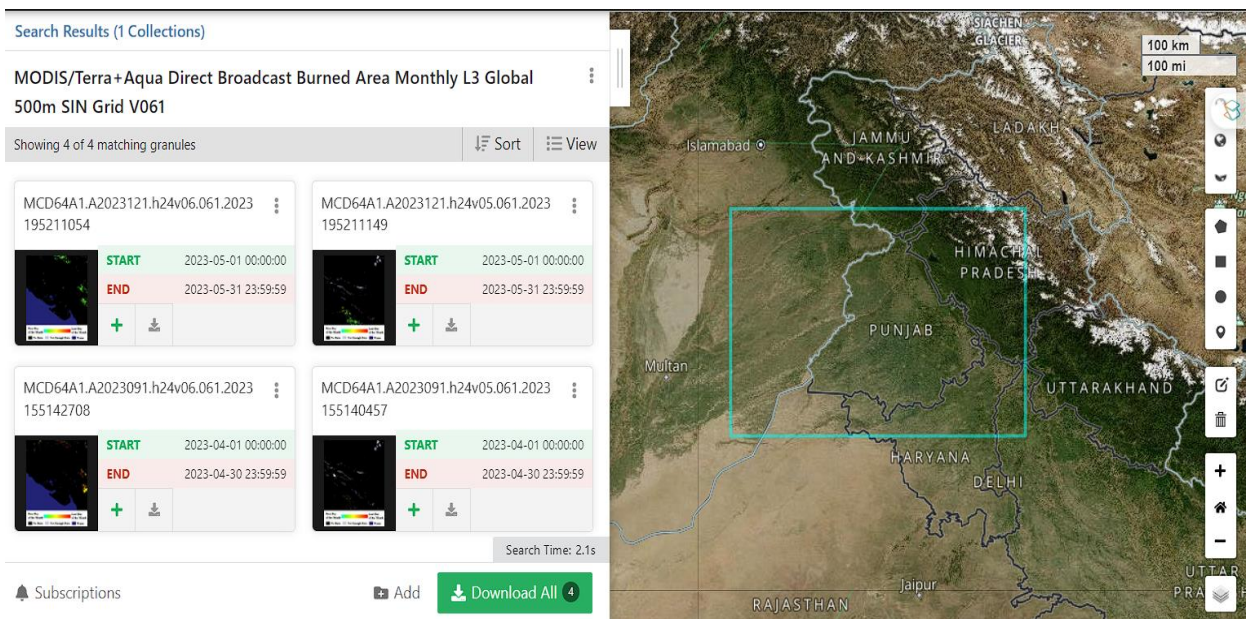 Search Results (1 Collections)
MODIS/Terra+Aqua Direct Broadcast Burned Area Monthly L3 Global
500m SIN Grid V061
Showing 4 of 4 matching granules
Sort
View
MCD64A1.A2023121.h24v06.061.2023
195211054
START 2023-05-01 00:00:00
END 2023-05-31 23:59:59
MCD64A1.A2023121.h24v05.061.2023
195211149
START 2023-05-01 00:00:00
END 2023-05-31 23:59:59
MCD64A1.A2023091.h24v06.061.2023
155142708
START 2023-04-01 00:00:00
END 2023-04-30 23:59:59
MCD64A1.A2023091.h24v05.061.2023
155140457
START 2023-04-01 00:00:00
END 2023-04-30 23:59:59
Search Time: 2.1s
Subscriptions
Add
Download All 4
SIACHEN
GLACIER
100 km
100 mi
LADAKH
Islamabad
JAMMU
AND-KASHMIR
HIMACHAL
PRADESH
PUNJAB
Multan
UTTARAKHAND
HARYANA
DELHI
Jaipur
RAJASTHAN
UTTAR